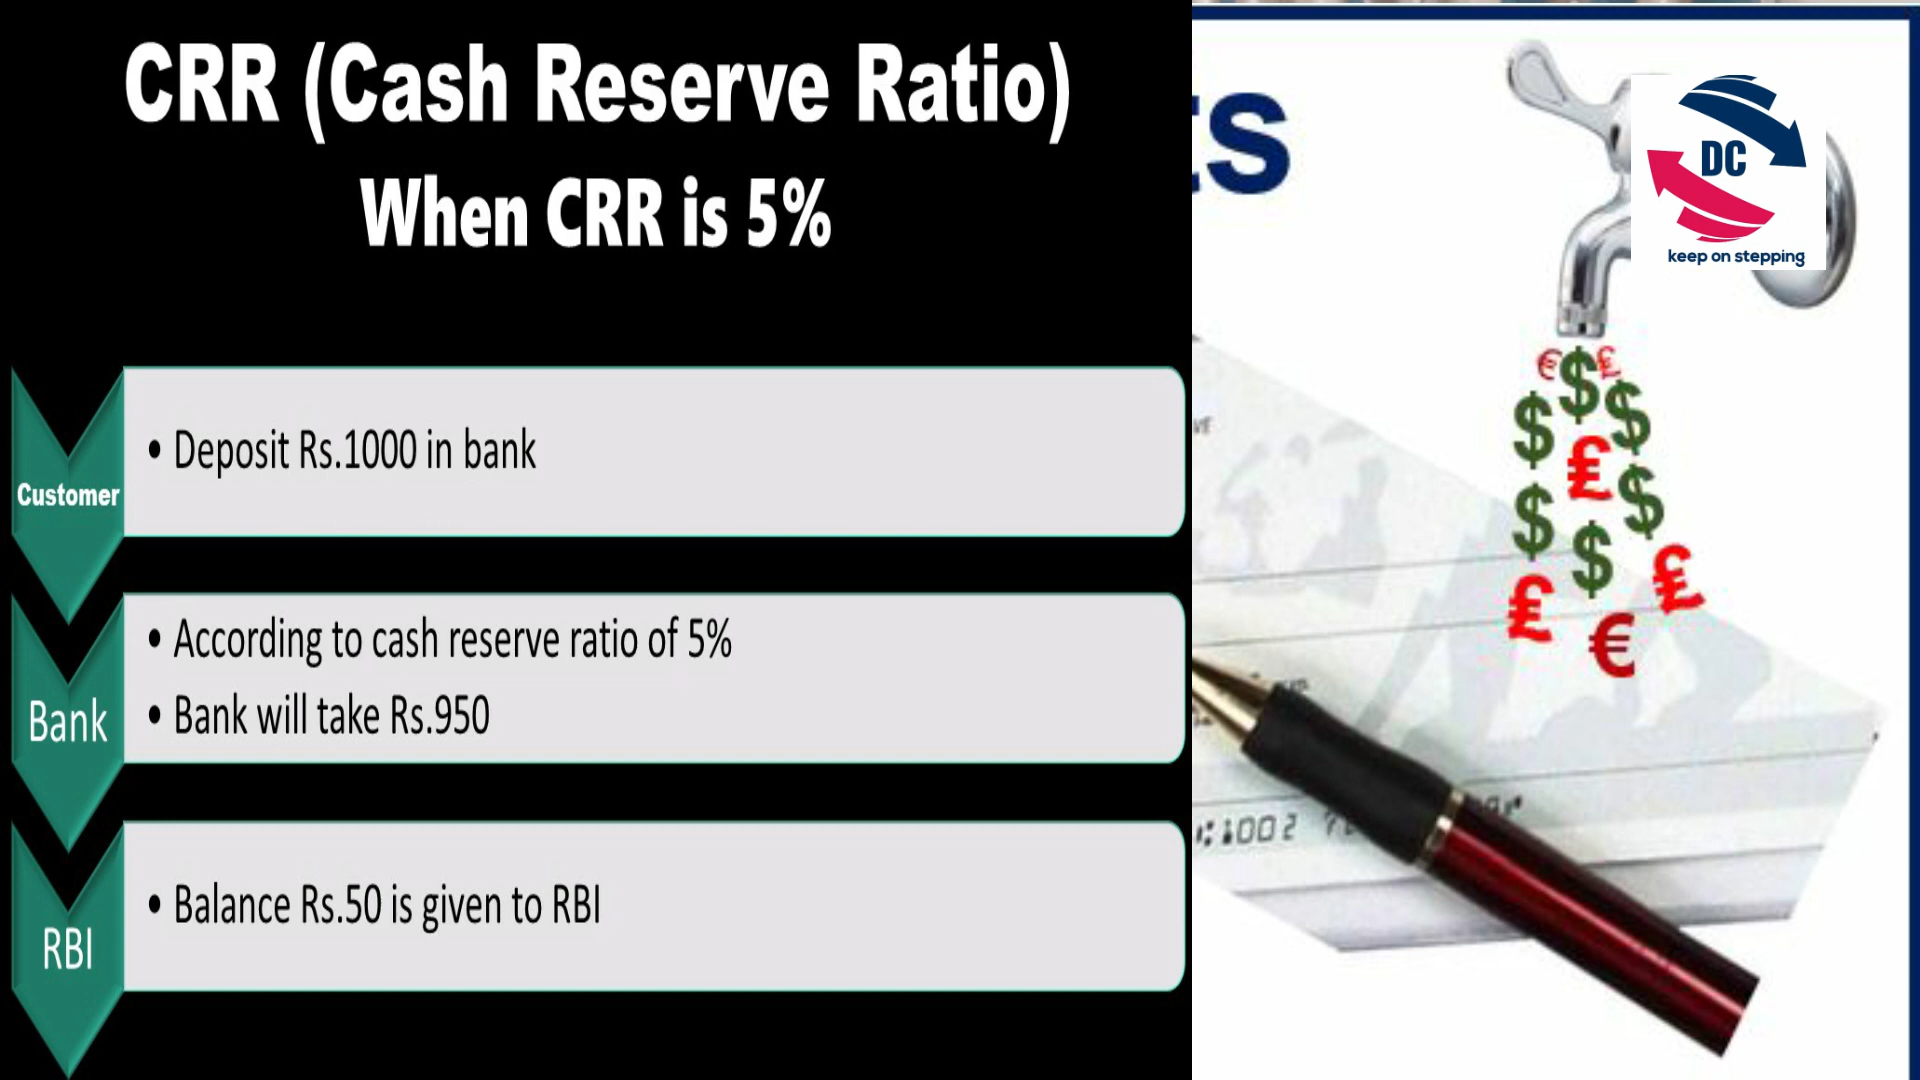 CRR (Cash Reserve Ratio)
When CRR is 5%
Customer
• Deposit Rs.1000 in bank
Bank
• According to cash reserve ratio of 5%
• Bank will take Rs.950
RBI
• Balance Rs.50 is given to RBI
DC
keep on stepping
€ $ £
$ $
£
$ $
$
£ £
€
1002